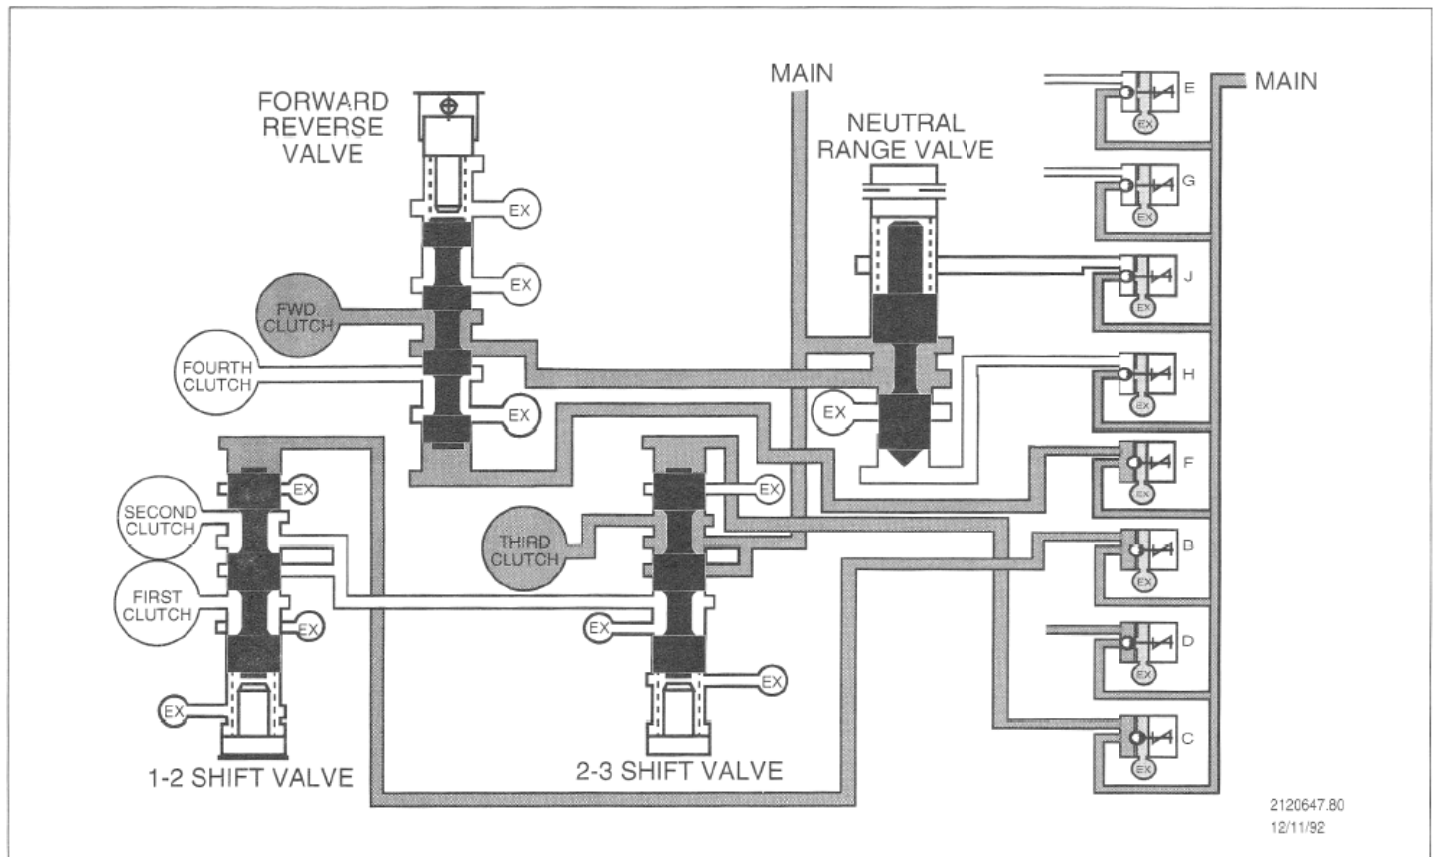 MAIN
FORWARD
REVERSE
VALVE
NEUTRAL
RANGE VALVE
E
MAIN
EX
G
EX
EX
EX
J
EX
FWD.
CLUTCH
FOURTH
CLUTCH
H
EX
EX
EX
F
EX
EX
EX
SECOND
CLUTCH
THIRD
CLUTCH
B
EX
FIRST
CLUTCH
EX
EX
D
EX
EX
EX
C
EX
1-2 SHIFT VALVE
2-3 SHIFT VALVE
2120647.80
12/11/92